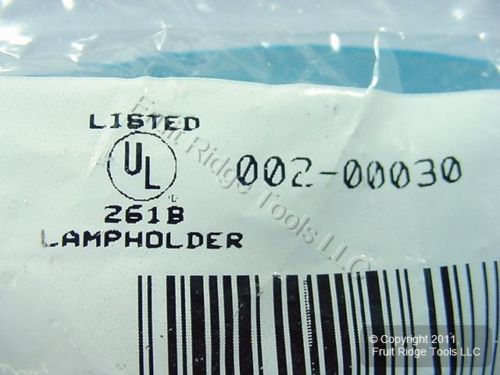 LISTED
UL
002-00030
261B
LAMPHOLDER
Fruit Ridge Tools LLC
© Copyright 2011,
Fruit Ridge Tools LLC